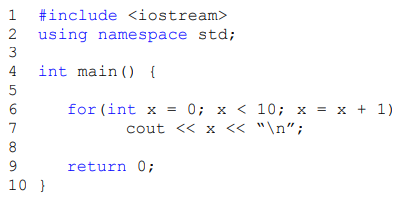 1 #include <iostream>
2 using namespace std;
3
4 int main() {
5
6 for(int x = 0; x < 10; x = x + 1)
7 cout << x << “\n”;
8
9 return 0;
10 }